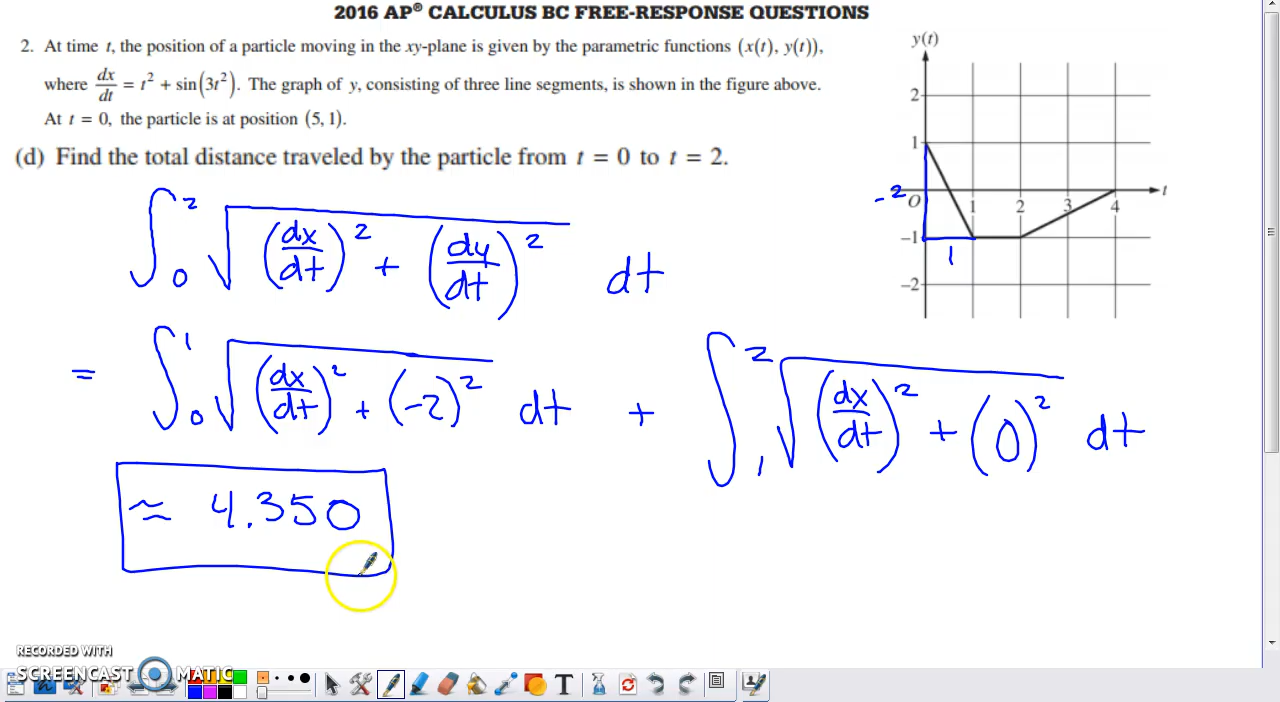 2016 AP® CALCULUS BC FREE-RESPONSE QUESTIONS
2. At time t, the position of a particle moving in the xy-plane is given by the parametric functions (x(t), y(t)),
where dx/dt = t² + sin(3t²). The graph of y, consisting of three line segments, is shown in the figure above.
At t = 0, the particle is at position (5, 1).
(d) Find the total distance traveled by the particle from t = 0 to t = 2.
y(t)
2
1
-2 O 1 2 3 4 t
−1
1
−2
∫₀² √((dx/dt)² + (dy/dt)²) dt
= ∫₀¹ √((dx/dt)² + (-2)²) dt + ∫₁² √((dx/dt)² + (0)²) dt
≈ 4.350
RECORDED WITH
SCREENCAST MATIC
T